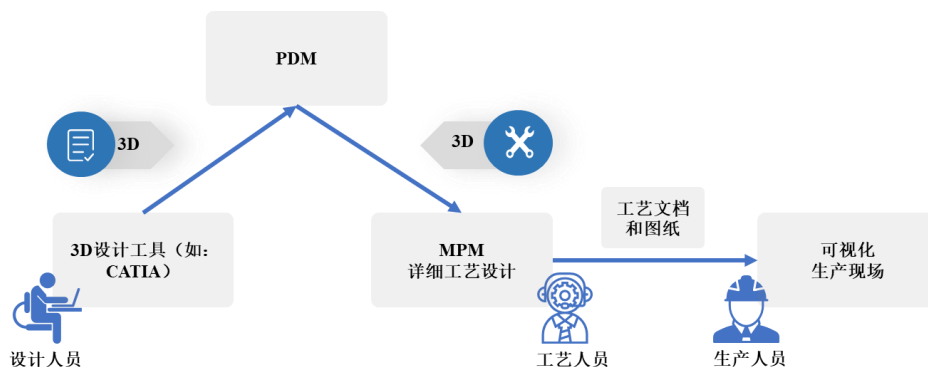 PDM
3D
3D
3D设计工具（如：
CATIA）
MPM
详细工艺设计
工艺文档
和图纸
可视化
生产现场
设计人员
工艺人员
生产人员